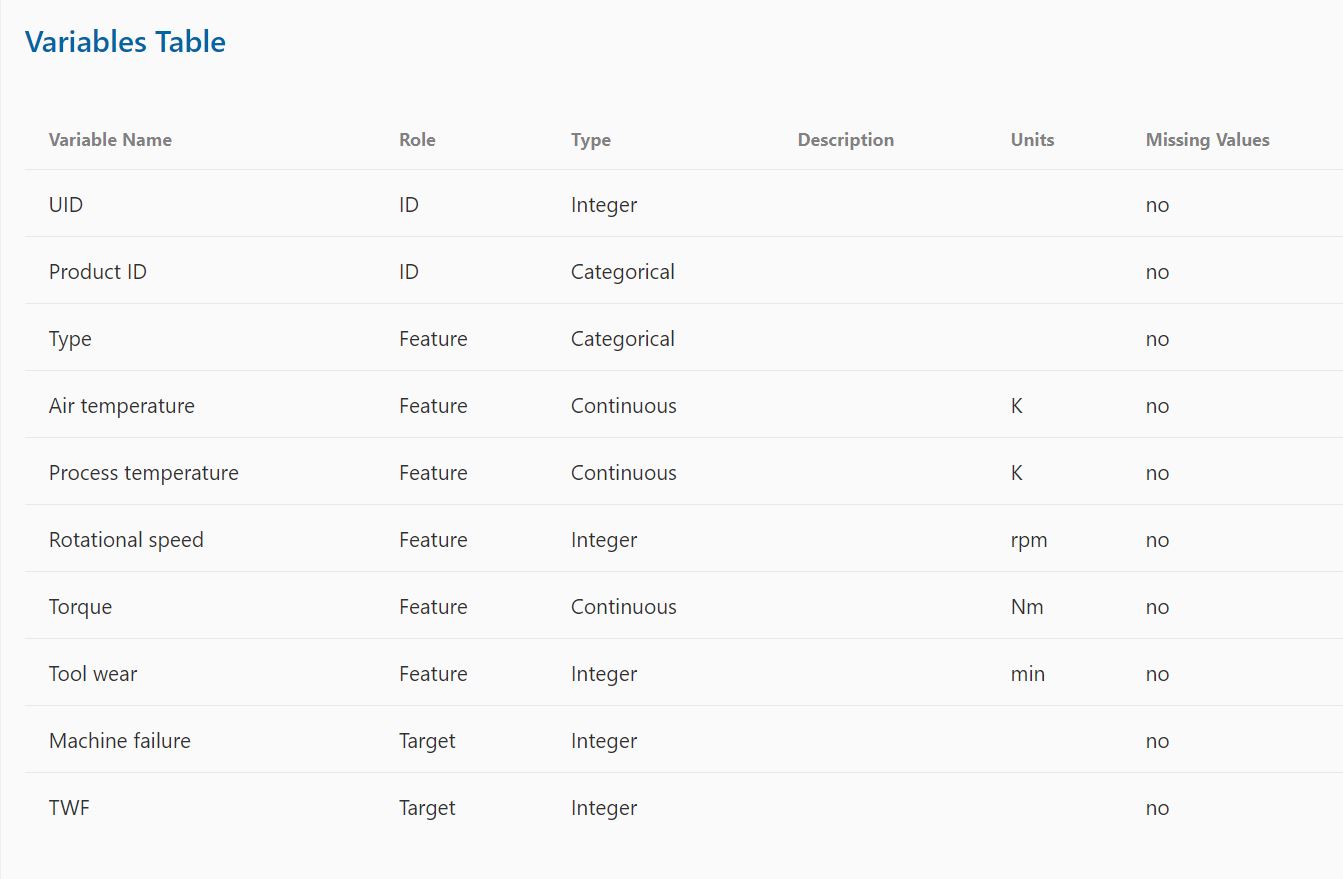 Variables Table
Variable Name Role Type Description Units Missing Values
UID ID Integer no
Product ID ID Categorical no
Type Feature Categorical no
Air temperature Feature Continuous K no
Process temperature Feature Continuous K no
Rotational speed Feature Integer rpm no
Torque Feature Continuous Nm no
Tool wear Feature Integer min no
Machine failure Target Integer no
TWF Target Integer no